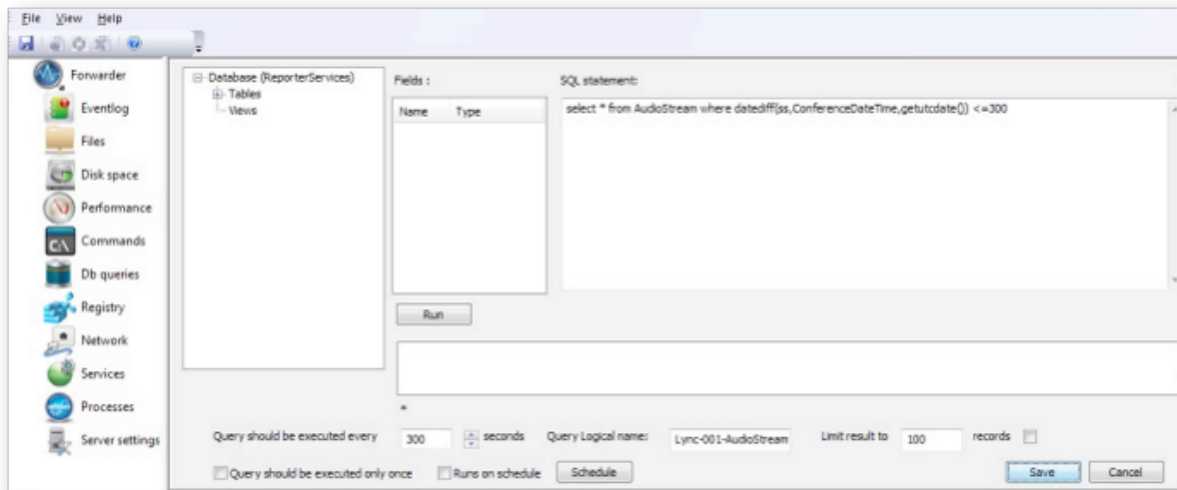 File View Help
Forwarder
Eventlog
Files
Disk space
Performance
Commands
C:\
Db queries
Registry
Network
Services
Processes
Server settings
Database (ReporterServices)
Tables
Views
Fields :
Name Type
SQL statement:
select * from AudioStream where datediff(ss,ConferenceDateTime,getutcdate()) <=300
Run
*
Query should be executed every 300 seconds Query Logical name: Lync-001-AudioStream Limit result to 100 records
Query should be executed only once Runs on schedule Schedule Save Cancel